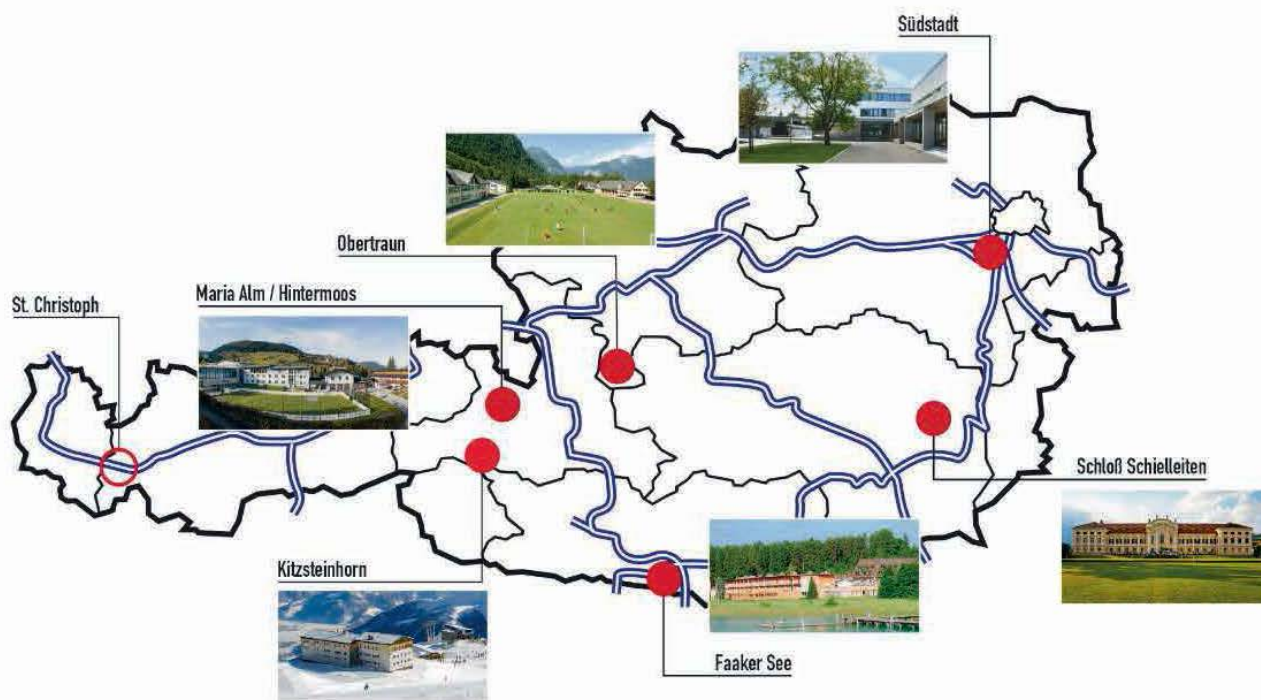 Südstadt
Obertraun
Maria Alm / Hintermoos
St. Christoph
Schloß Schielleiten
Kitzsteinhorn
Faaker See